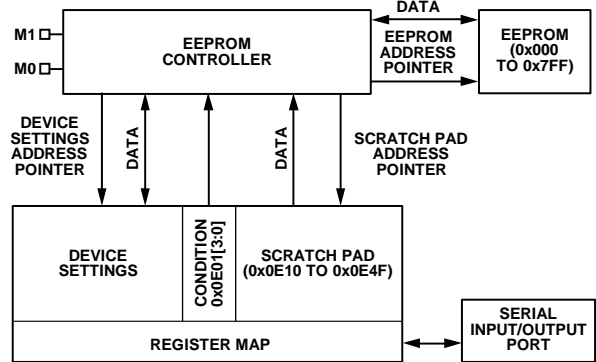 M1
M0
EEPROM
CONTROLLER
DATA
EEPROM
ADDRESS
POINTER
EEPROM
(0x000
TO 0x7FF)
DEVICE
SETTINGS
ADDRESS
POINTER
DATA
DATA
SCRATCH PAD
ADDRESS
POINTER
DEVICE
SETTINGS
CONDITION
0x0E01[3:0]
SCRATCH PAD
(0x0E10 TO 0x0E4F)
REGISTER MAP
SERIAL
INPUT/OUTPUT
PORT